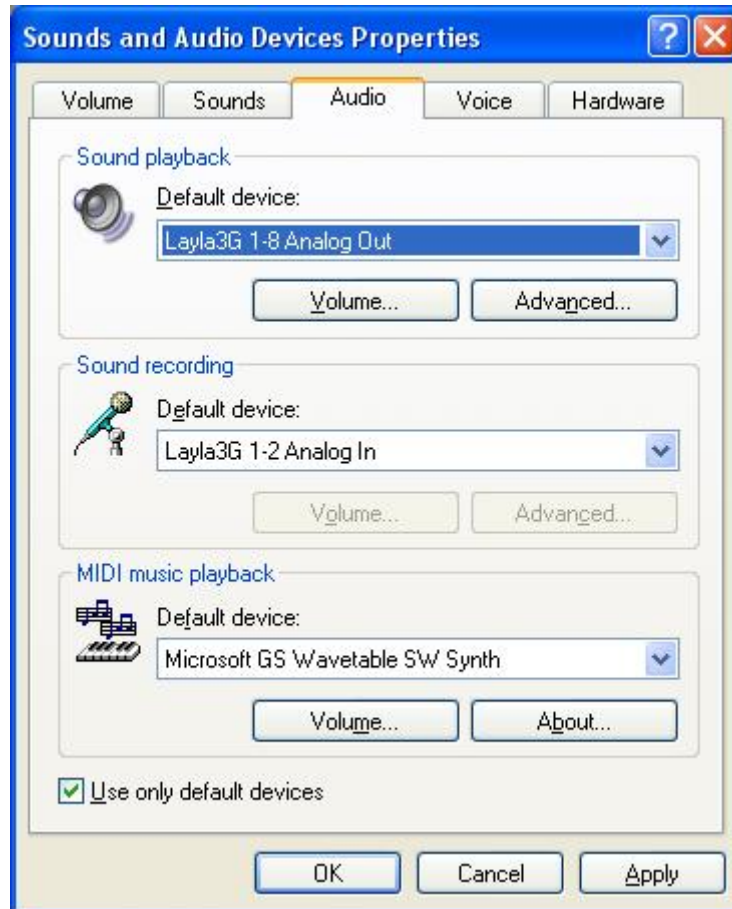 Sounds and Audio Devices Properties
Volume Sounds Audio Voice Hardware
Sound playback
Default device:
Layla3G 1-8 Analog Out
Volume... Advanced...
Sound recording
Default device:
Layla3G 1-2 Analog In
Volume... Advanced...
MIDI music playback
Default device:
Microsoft GS Wavetable SW Synth
Volume... About...
Use only default devices
OK Cancel Apply